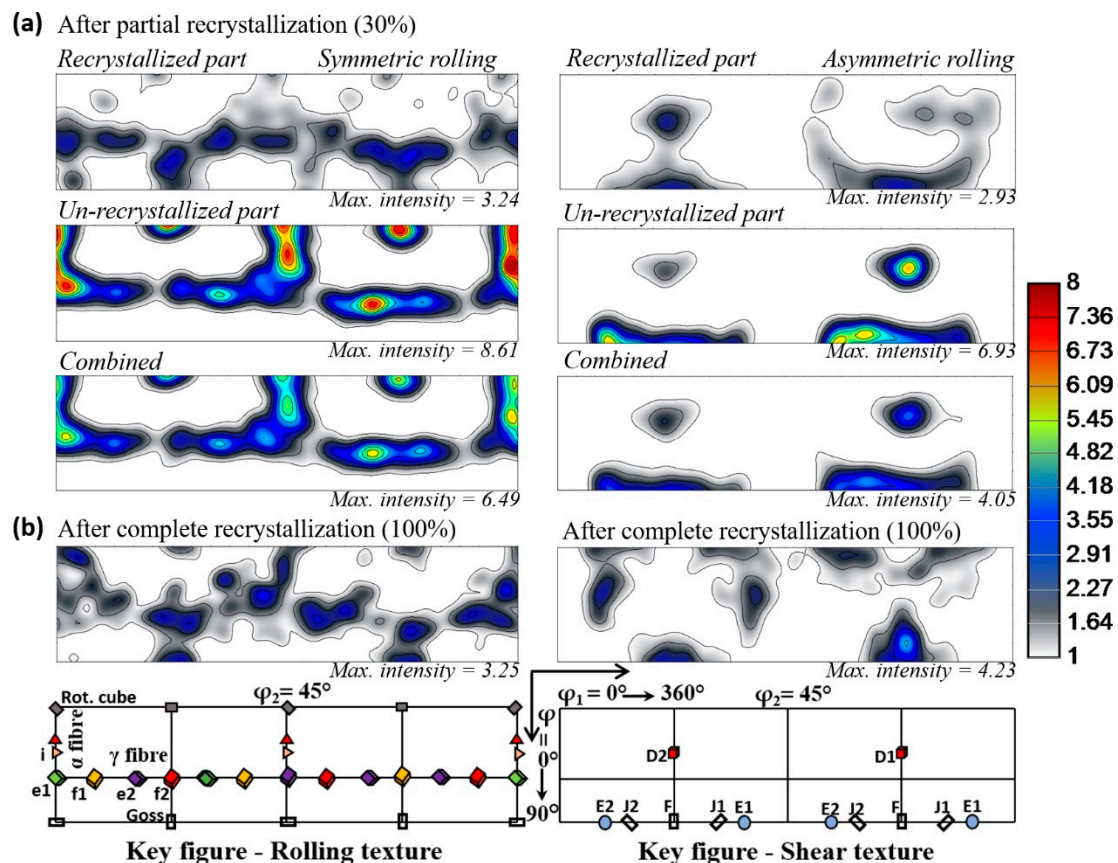 (a) After partial recrystallization (30%)
Recrystallized part Symmetric rolling
Recrystallized part Asymmetric rolling
Max. intensity = 3.24
Max. intensity = 2.93
Un-recrystallized part
Un-recrystallized part
Max. intensity = 8.61
Max. intensity = 6.93
Combined
Combined
Max. intensity = 6.49
Max. intensity = 4.05
8
7.36
6.73
6.09
5.45
4.82
4.18
3.55
2.91
2.27
1.64
1
(b) After complete recrystallization (100%)
After complete recrystallization (100%)
Max. intensity = 3.25
Max. intensity = 4.23
φ2= 45°
Rot. cube
α fibre
i
γ fibre
e1 f1 e2 f2
Goss
Key figure - Rolling texture
φ1 = 0° → 360° φ2= 45°
φ = 0° → 90°
D2 D1
E2 J2 F J1 E1 E2 J2 F J1 E1
Key figure - Shear texture